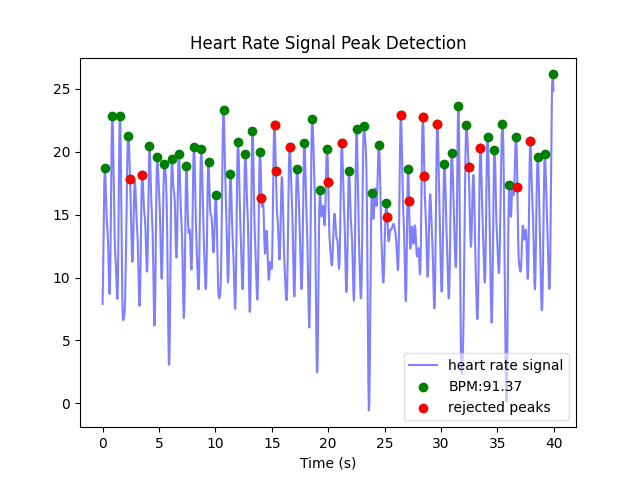 Heart Rate Signal Peak Detection
25
20
15
10
5
0
heart rate signal
BPM:91.37
rejected peaks
0 5 10 15 20 25 30 35 40
Time (s)